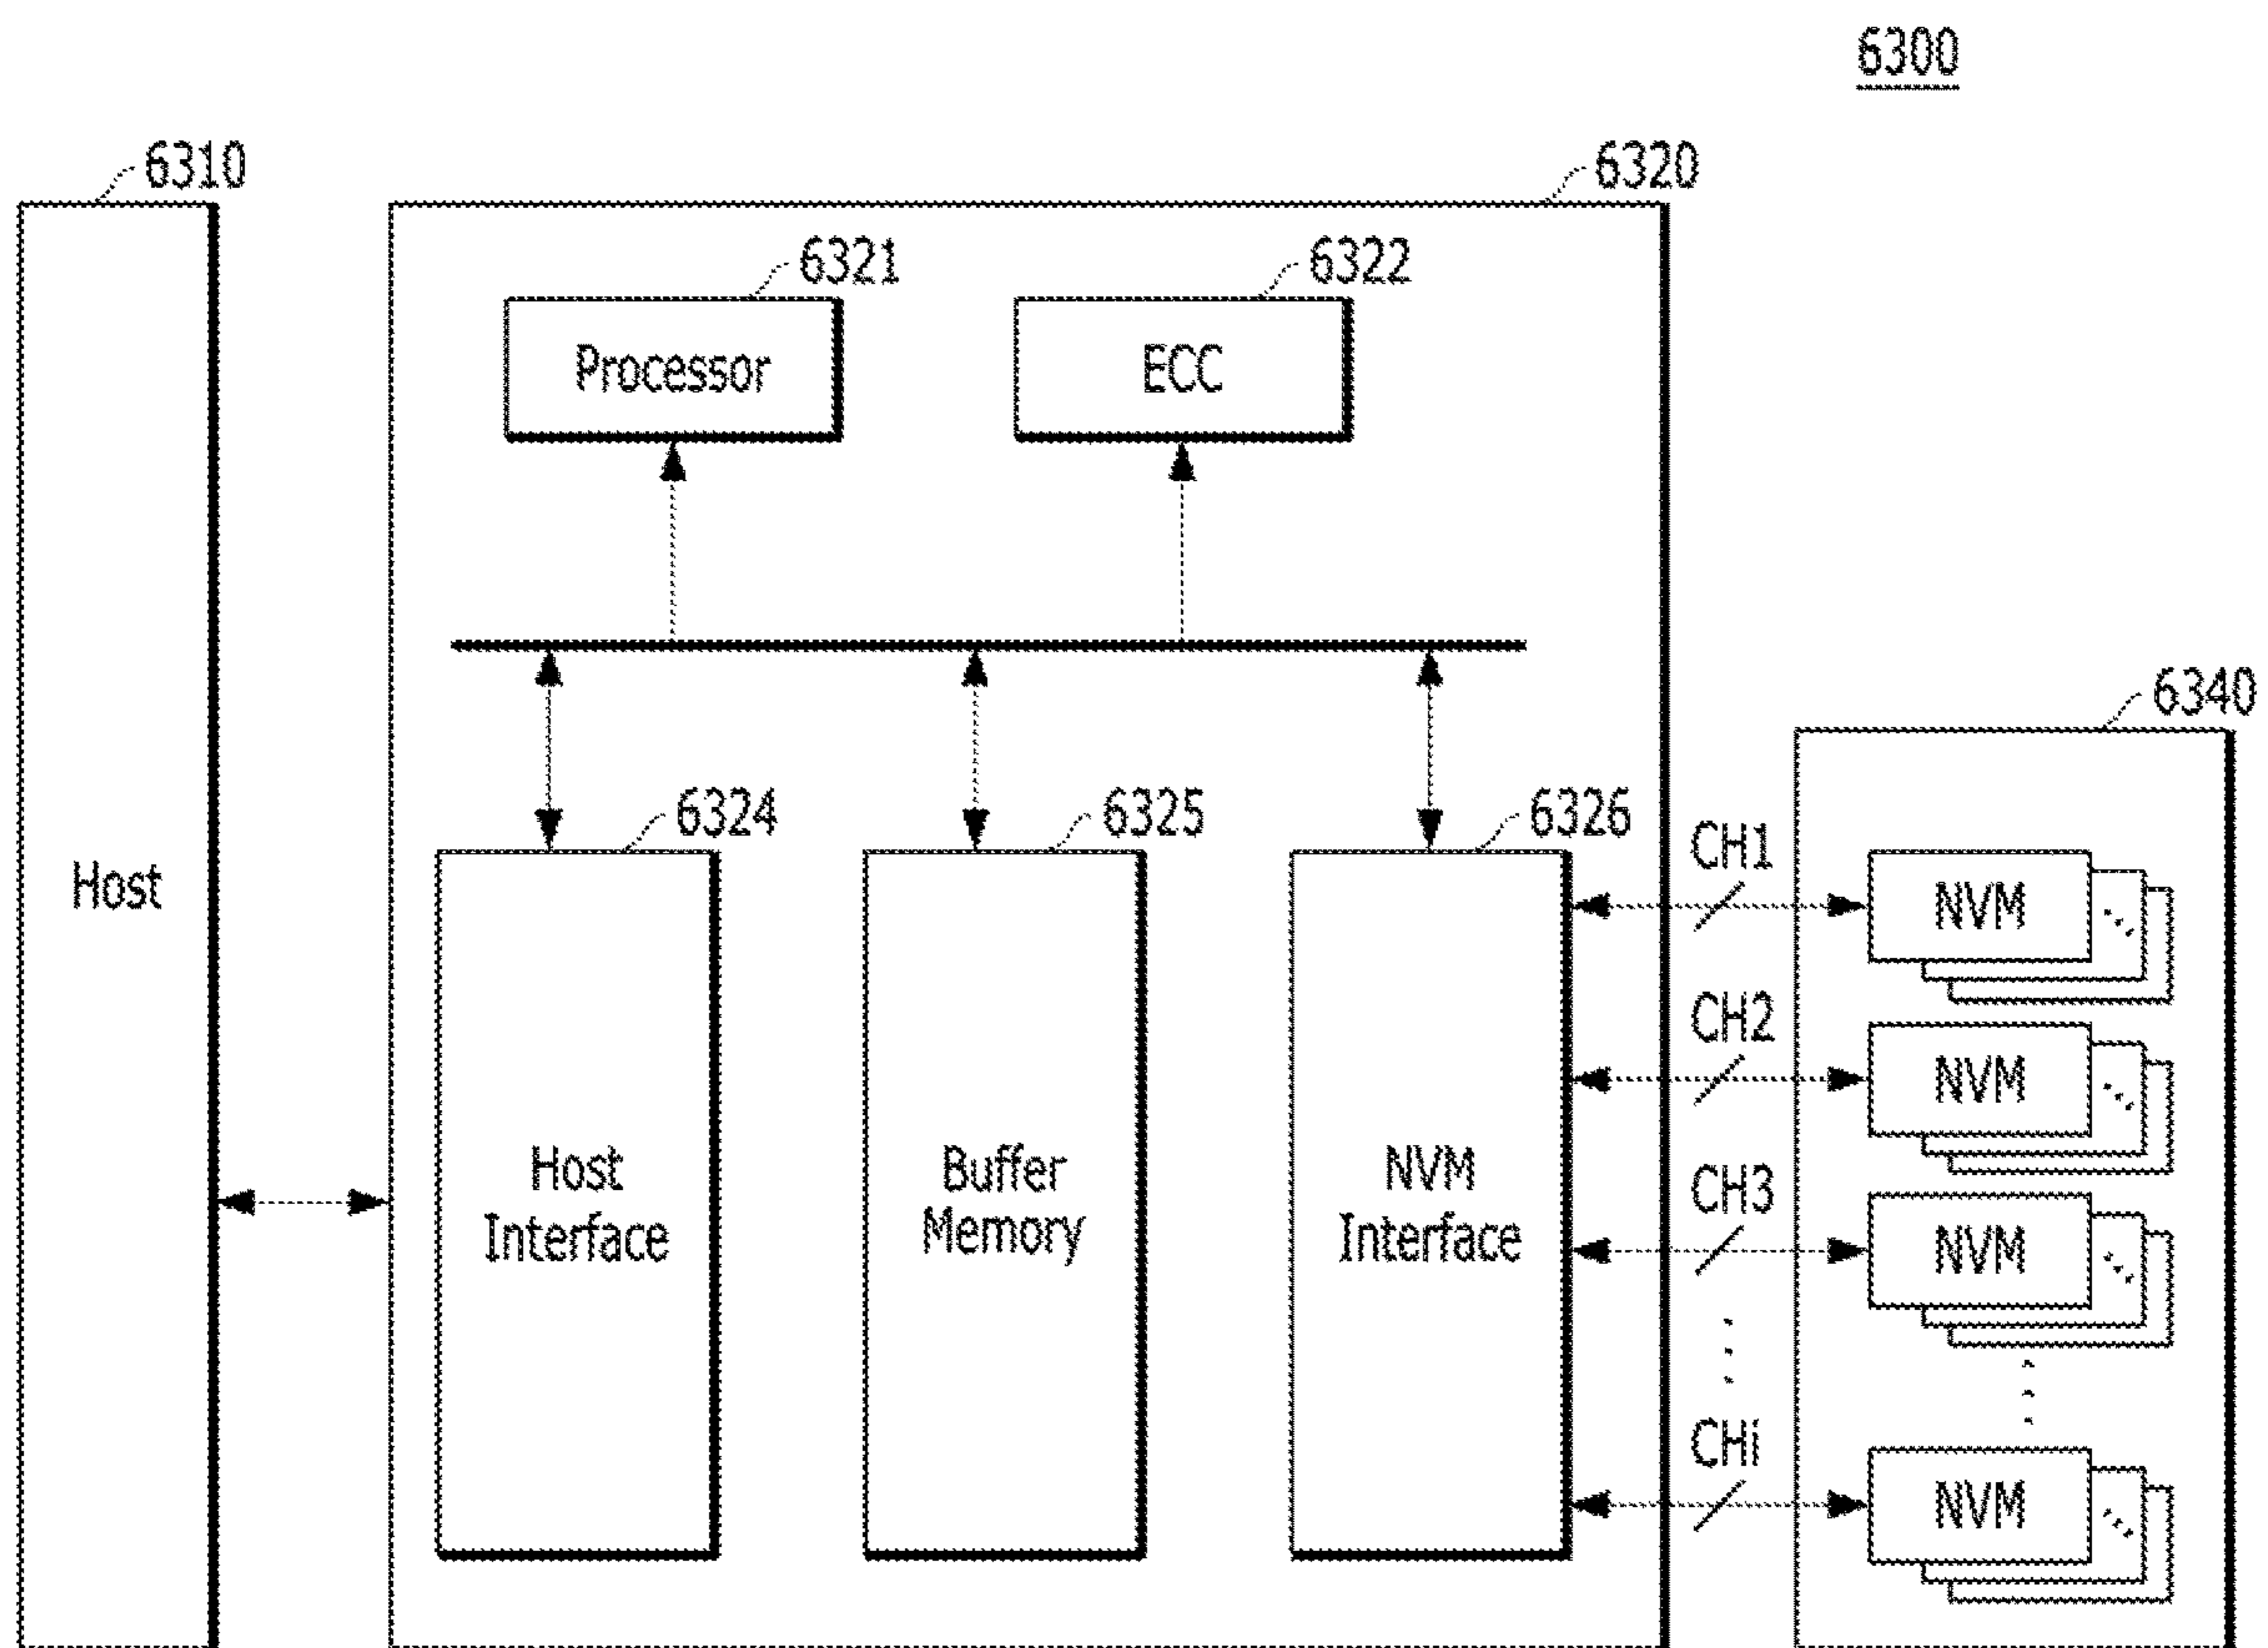 6300
6310
6320
6321
6322
Processor
ECC
6340
6324
6325
6326
CH1
Host
NVM
CH2
NVM
Host
Interface
Buffer
Memory
NVM
Interface
CH3
NVM
CHi
NVM